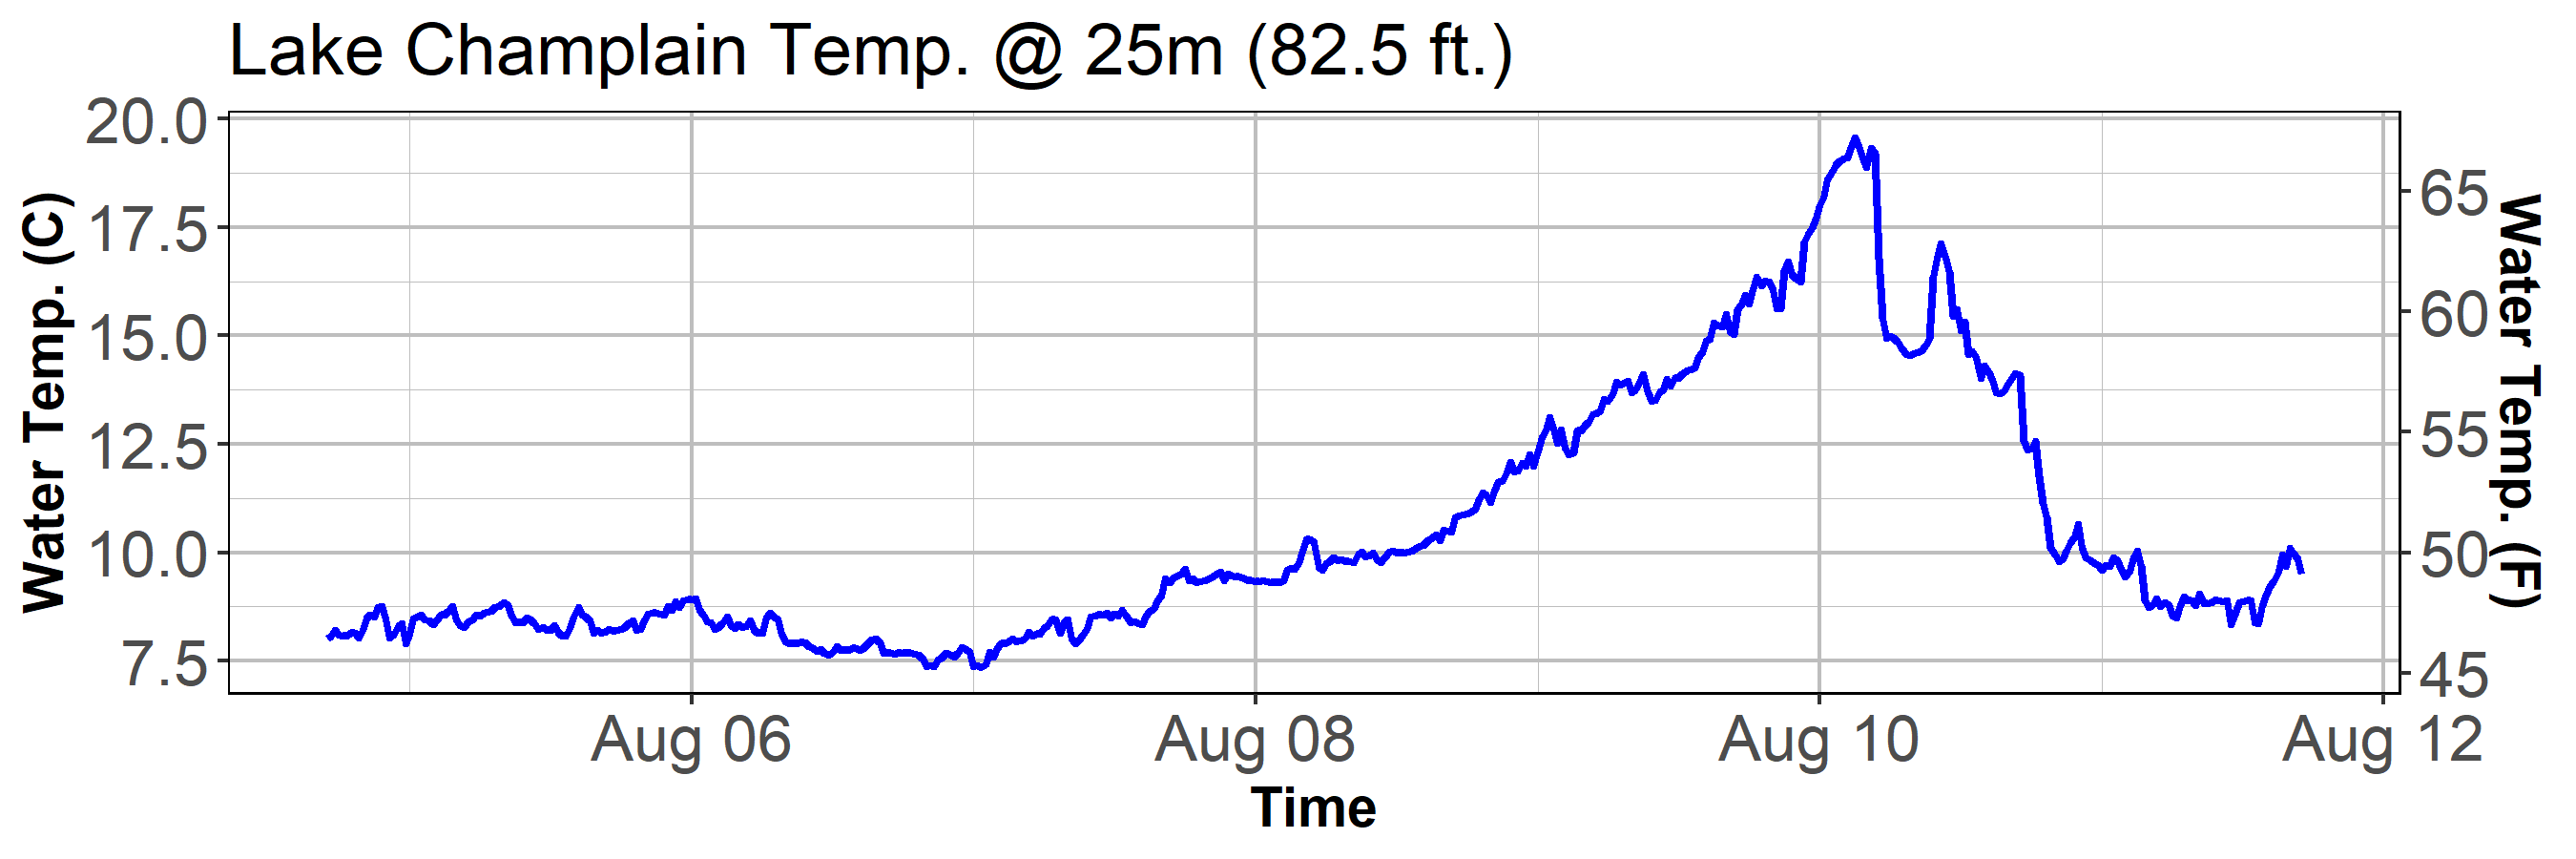 Lake Champlain Temp. @ 25m (82.5 ft.)
Water Temp. (C)
20.0
17.5
15.0
12.5
10.0
7.5
65
60
55
50
45
Water Temp. (F)
Aug 06 Aug 08 Aug 10 Aug 12
Time